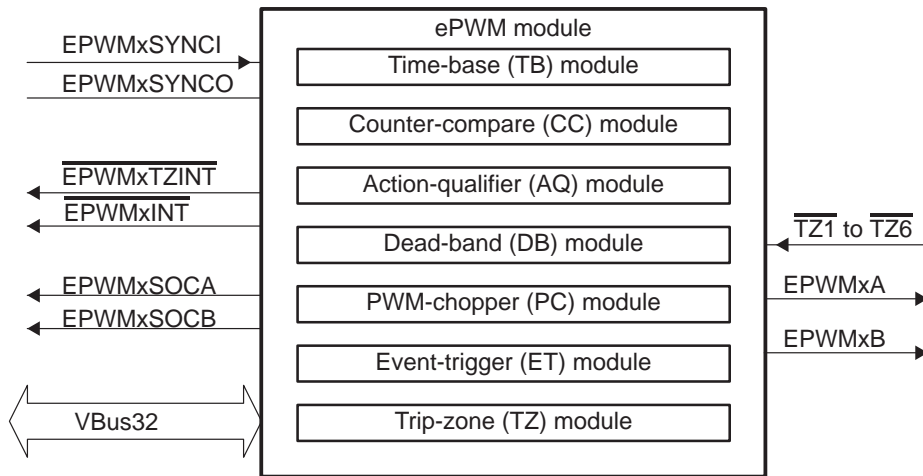 ePWM module
EPWMxSYNCI
Time-base (TB) module
EPWMxSYNCO
Counter-compare (CC) module
EPWMxTZINT
Action-qualifier (AQ) module
EPWMxINT
TZ1 to TZ6
Dead-band (DB) module
EPWMxSOCA
EPWMxA
PWM-chopper (PC) module
EPWMxSOCB
EPWMxB
Event-trigger (ET) module
VBus32
Trip-zone (TZ) module